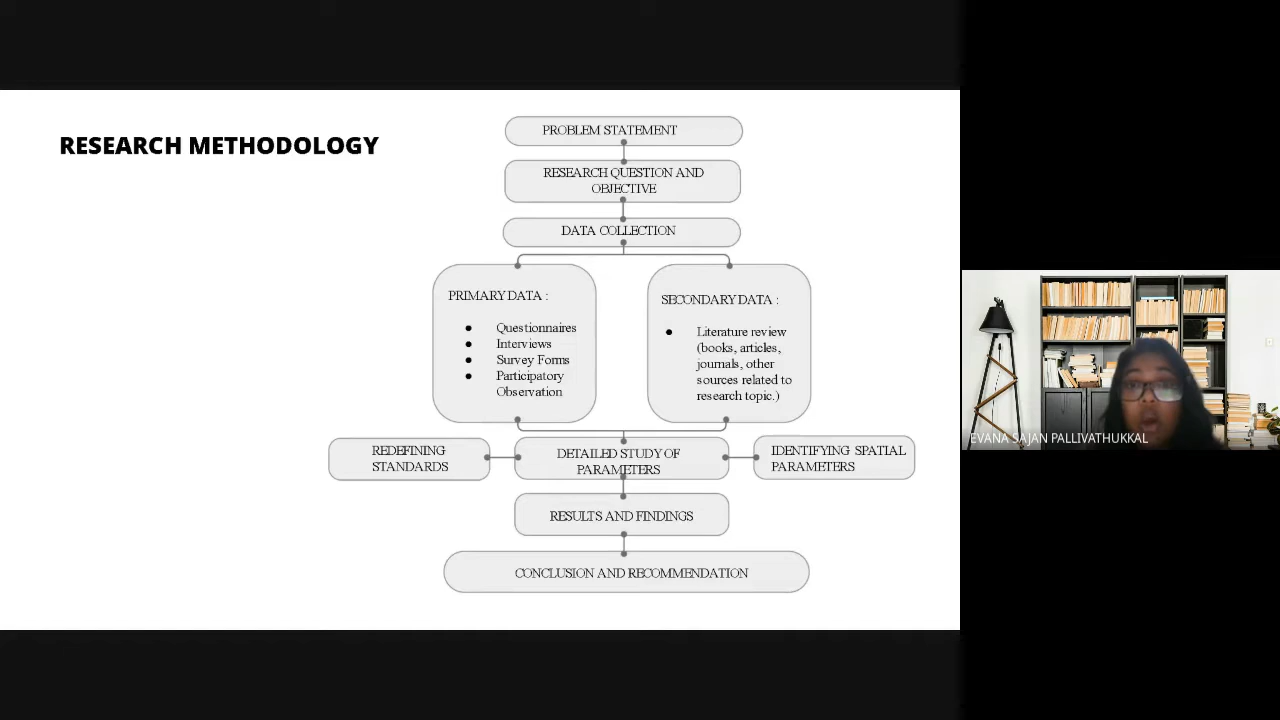 RESEARCH METHODOLOGY
PROBLEM STATEMENT
RESEARCH QUESTION AND
OBJECTIVE
DATA COLLECTION
PRIMARY DATA :
● Questionnaires
● Interviews
● Survey Forms
● Participatory
Observation
SECONDARY DATA :
● Literature review
(books, articles,
journals, other
sources related to
research topic.)
REDEFINING
STANDARDS
DETAILED STUDY OF
PARAMETERS
IDENTIFYING SPATIAL
PARAMETERS
RESULTS AND FINDINGS
CONCLUSION AND RECOMMENDATION
EVANA SAJAN PALLIVATHUKKAL